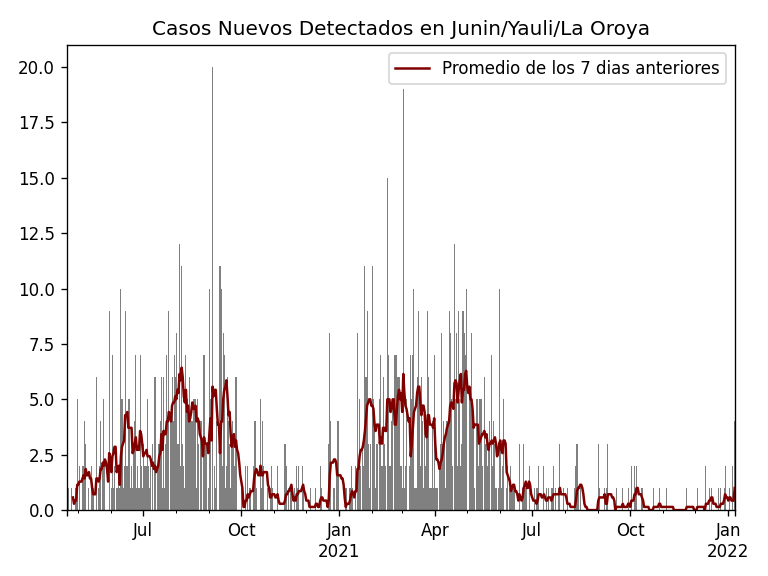 Casos Nuevos Detectados en Junin/Yauli/La Oroya
Promedio de los 7 dias anteriores
20.0
17.5
15.0
12.5
10.0
7.5
5.0
2.5
0.0
Jul
Oct
Jan
2021
Apr
Jul
Oct
Jan
2022